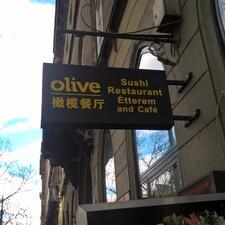 olive
橄榄餐厅
Sushi
Restaurant
Étterem
and Café